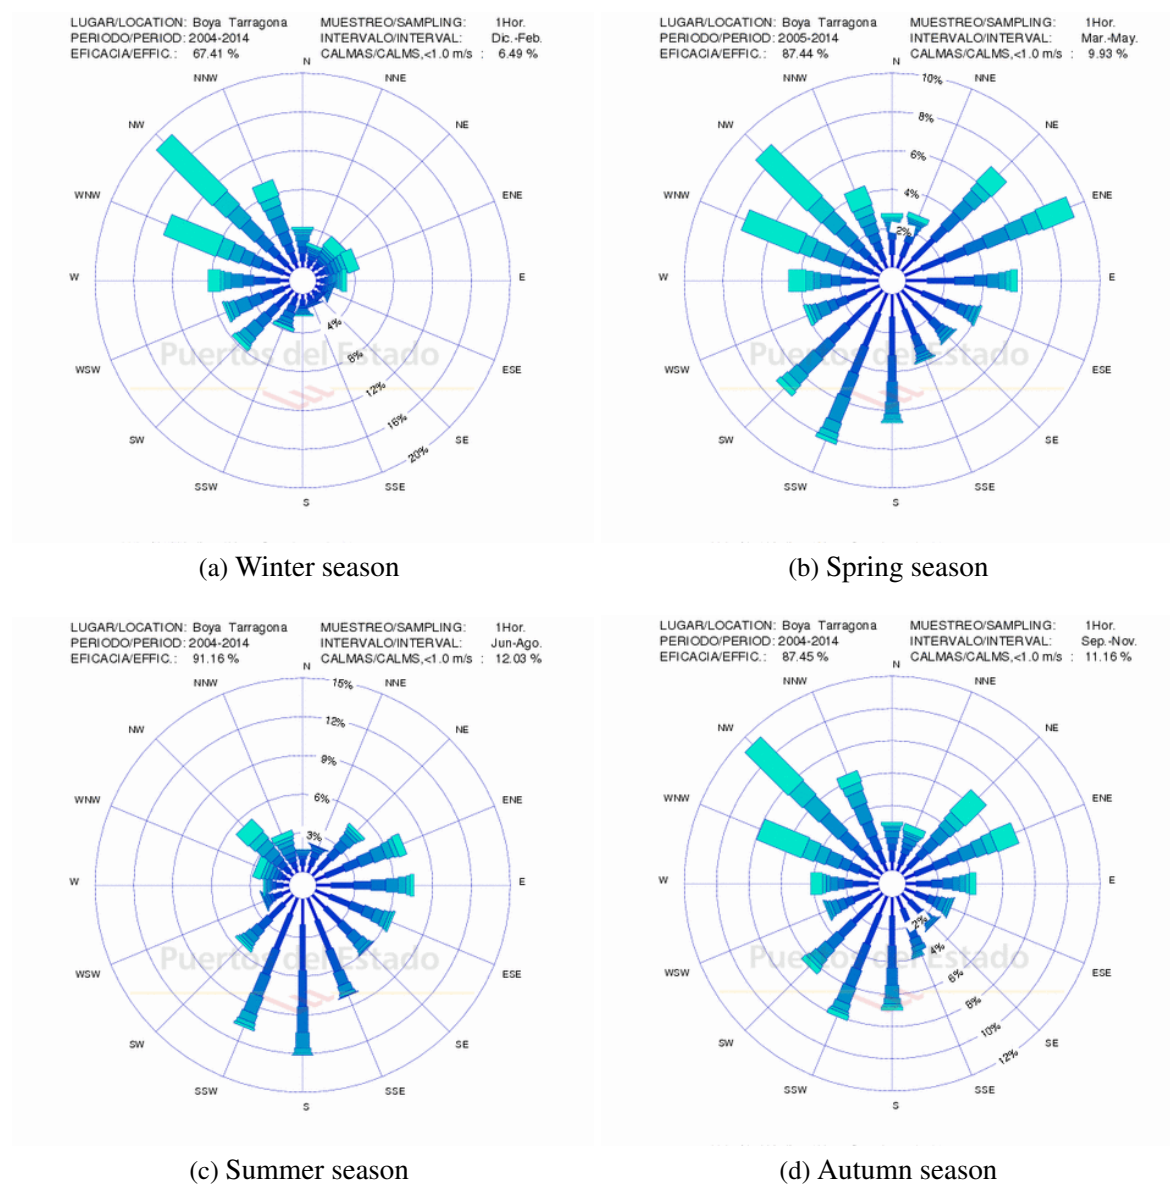 LUGAR/LOCATION: Boya Tarragona MUESTREO/SAMPLING: 1Hor.
PERIODO/PERIOD: 2004-2014 INTERVALO/INTERVAL: Dic.-Feb.
EFICACIA/EFFIC.: 67.41 % CALMAS/CALMS,<1.0 m/s : 6.49 %
N
NNW NNE
NW NE
WNW ENE
W E
4%
Puertos del Estado
8%
WSW ESE
12%
16%
SW SE
20%
SSW SSE
S
(a) Winter season
LUGAR/LOCATION: Boya Tarragona MUESTREO/SAMPLING: 1Hor.
PERIODO/PERIOD: 2005-2014 INTERVALO/INTERVAL: Mar.-May.
EFICACIA/EFFIC.: 87.44 % CALMAS/CALMS,<1.0 m/s : 9.93 %
N
10%
NNW NNE
8%
NW NE
6%
4%
WNW ENE
2%
W E
Puertos del Estado
WSW ESE
SW SE
SSW SSE
S
(b) Spring season
LUGAR/LOCATION: Boya Tarragona MUESTREO/SAMPLING: 1Hor.
PERIODO/PERIOD: 2004-2014 INTERVALO/INTERVAL: Jun-Ago.
EFICACIA/EFFIC.: 91.16 % CALMAS/CALMS,<1.0 m/s : 12.03 %
N
15%
NNW NNE
12%
NW NE
9%
6%
WNW ENE
3%
W E
Puertos del Estado
WSW ESE
SW SE
SSW SSE
S
(c) Summer season
LUGAR/LOCATION: Boya Tarragona MUESTREO/SAMPLING: 1Hor.
PERIODO/PERIOD: 2004-2014 INTERVALO/INTERVAL: Sep.-Nov.
EFICACIA/EFFIC.: 87.45 % CALMAS/CALMS,<1.0 m/s : 11.16 %
N
NNW NNE
NW NE
WNW ENE
W E
2%
4%
Puertos del Estado
WSW 6% ESE
8%
10%
SW SE
12%
SSW SSE
S
(d) Autumn season